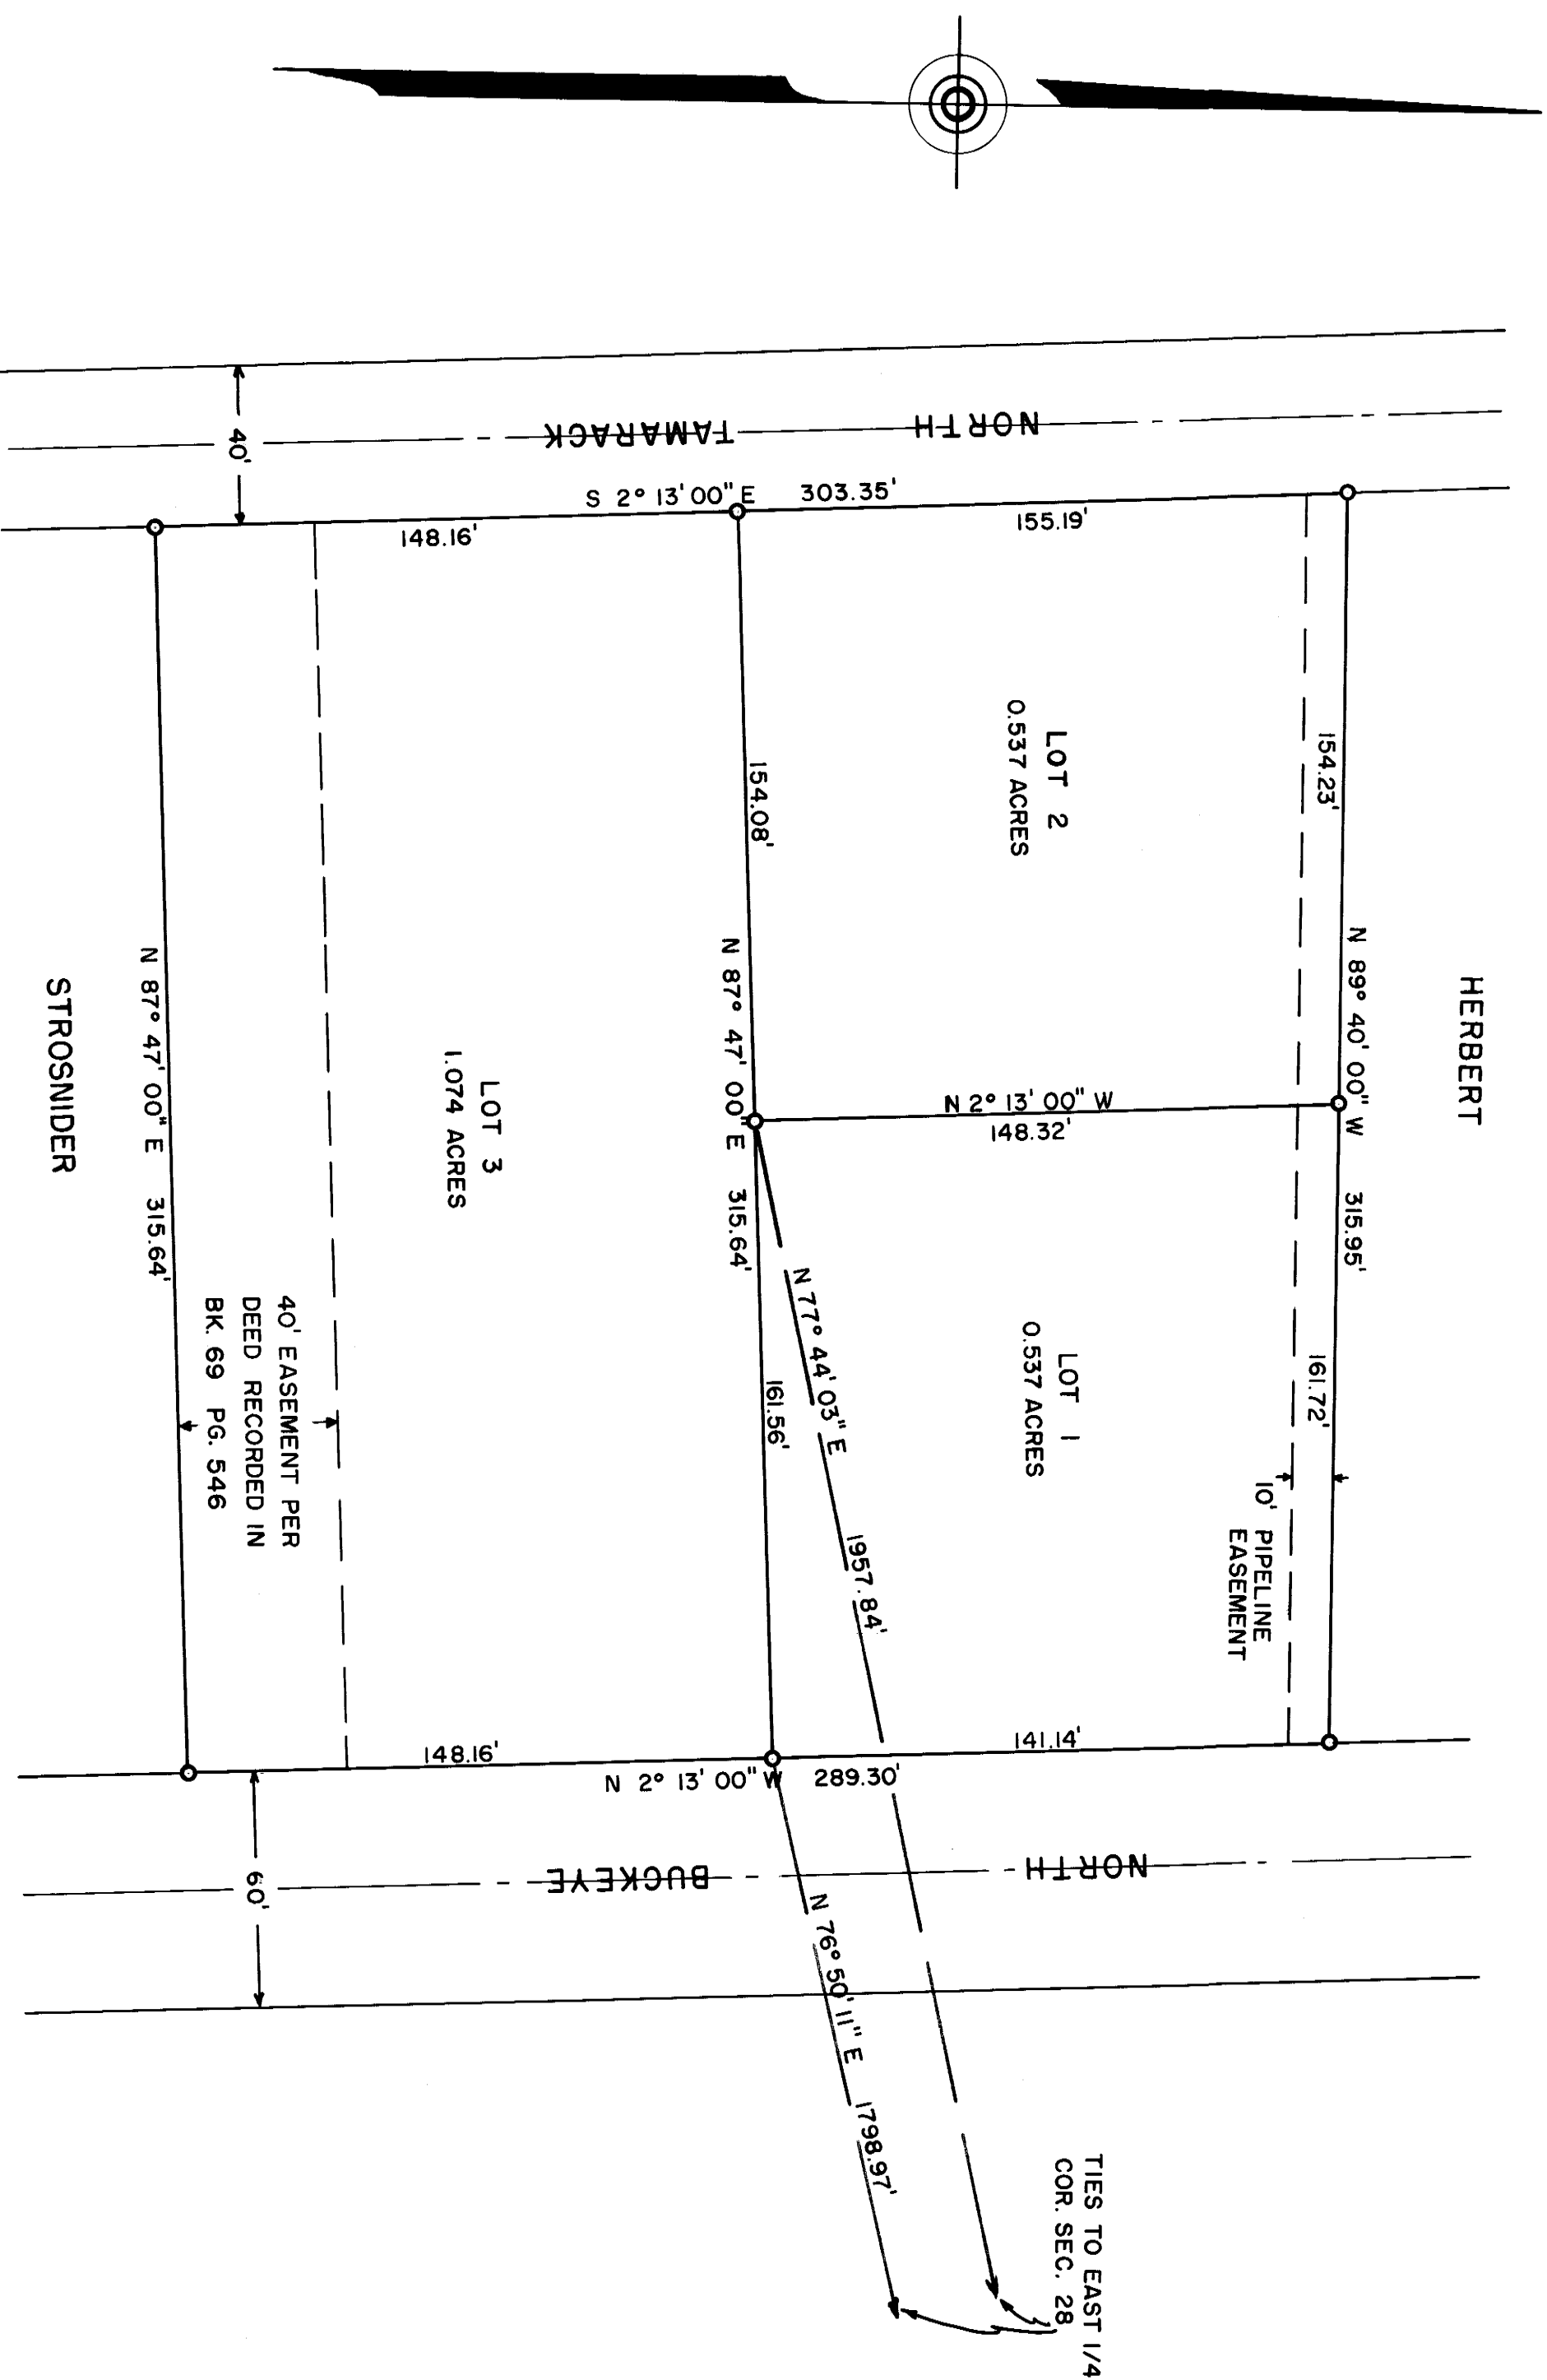 HERBERT
N 89° 40' 00" W 315.95'
154.23'
161.72'
10' PIPELINE
EASEMENT
NORTH TAMARACK
40'
S 2° 13' 00" E 303.35'
155.19'
148.16'
LOT 2
0.537 ACRES
N 2° 13' 00" W
148.32'
LOT 1
0.537 ACRES
141.14'
154.08'
161.56'
N 87° 47' 00" E 315.64'
N 77° 44' 03" E 1957.84'
LOT 3
1.074 ACRES
148.16'
N 2° 13' 00" W 289.30'
NORTH BUCKEYE
60'
N 76° 50' 11" E 1798.97'
TIES TO EAST 1/4
COR. SEC. 28
40' EASEMENT PER
DEED RECORDED IN
BK. 69 PG. 546
N 87° 47' 00" E 315.64'
STROSNIDER